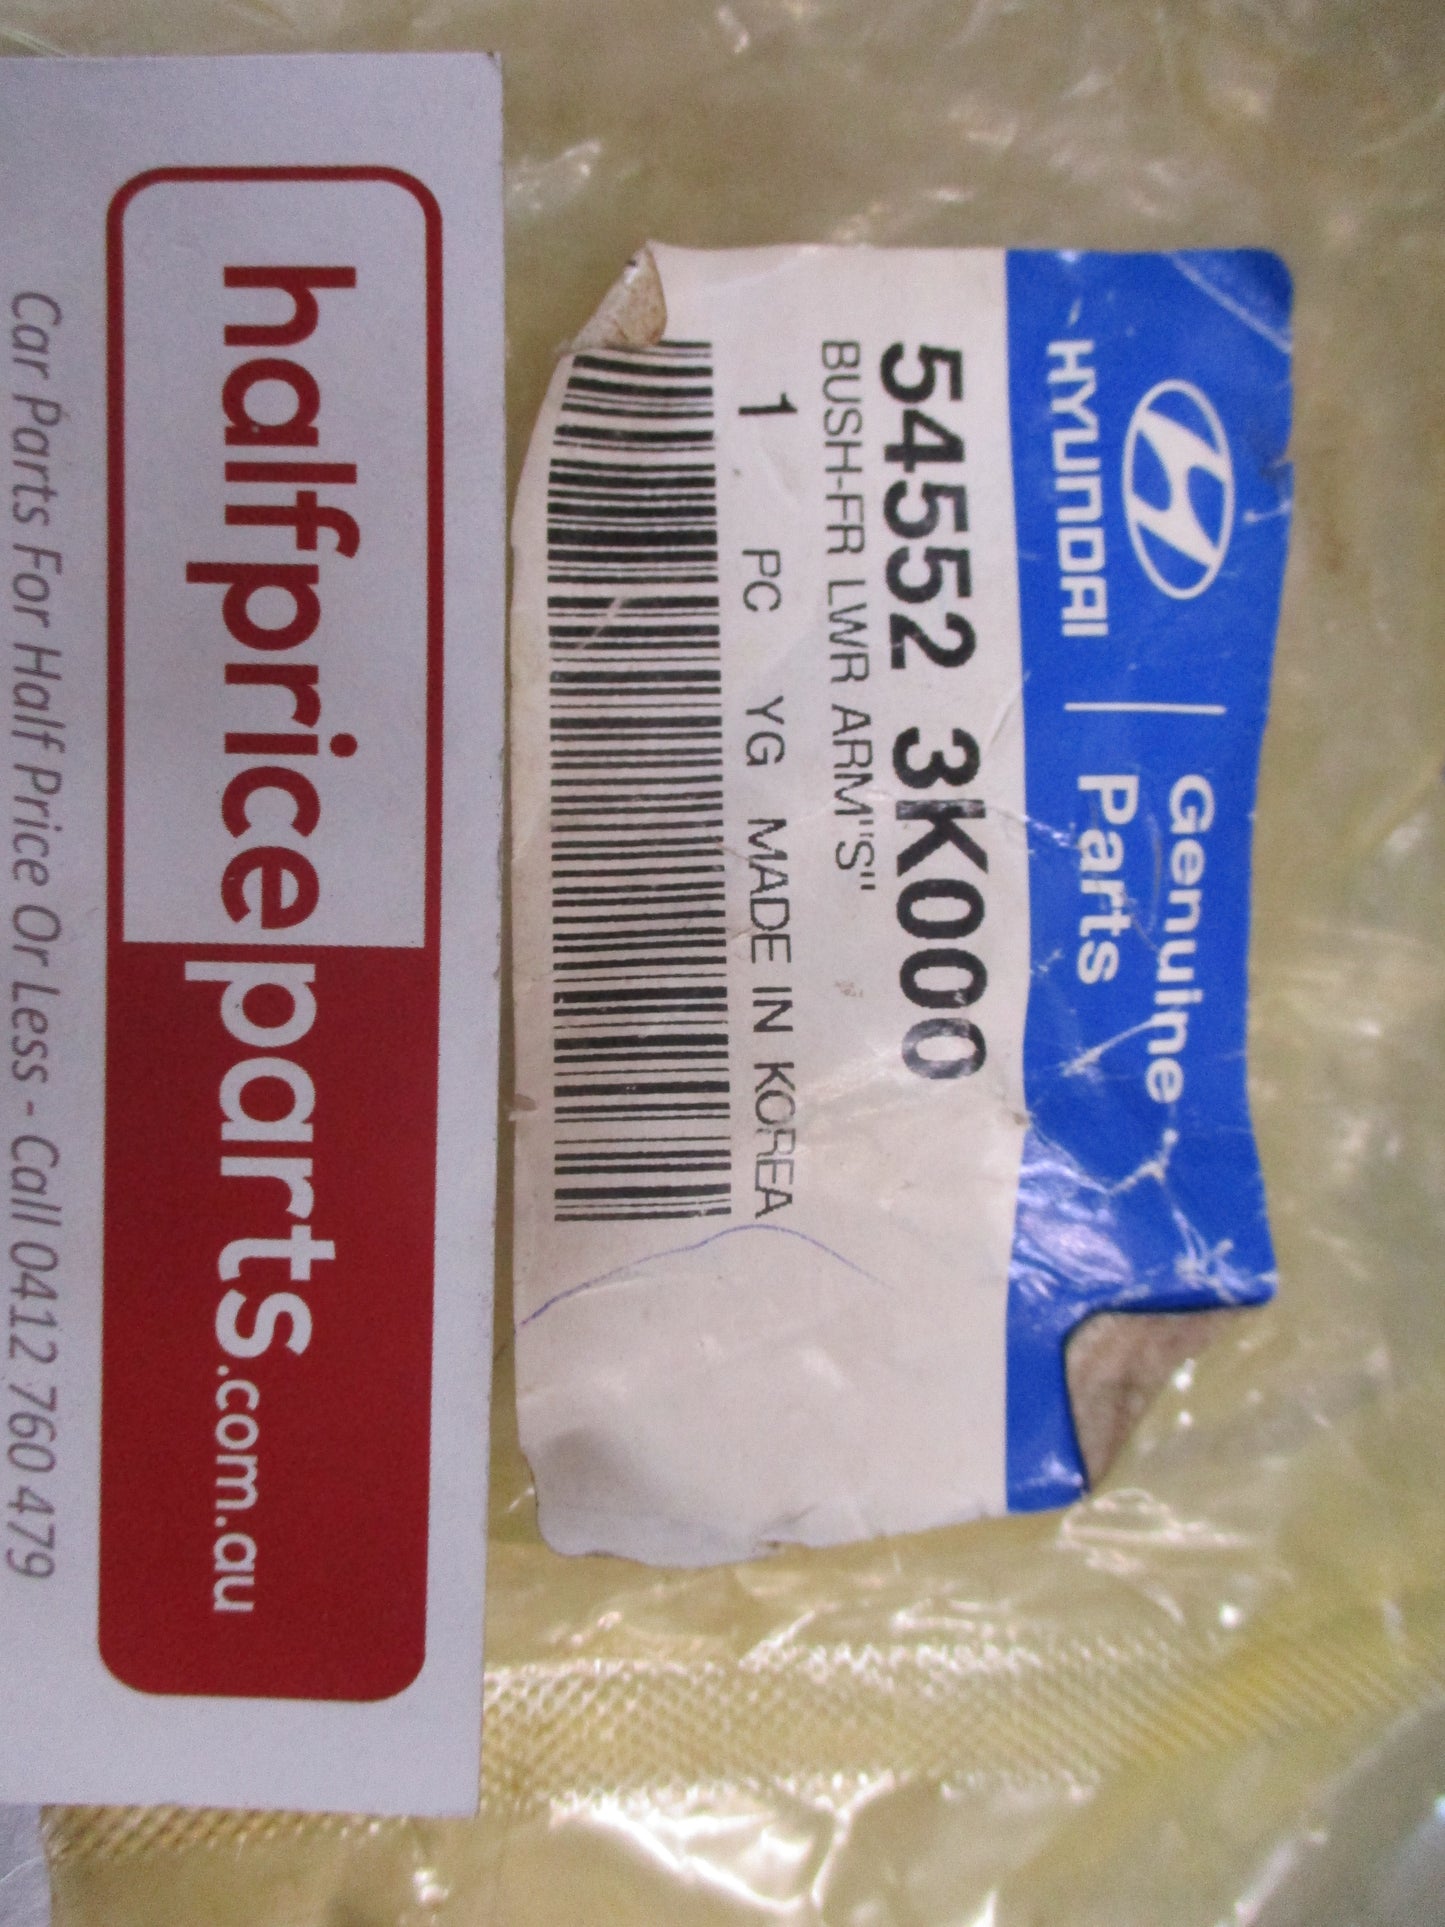 HYUNDAI
Genuine
Parts
54552 3K000
BUSH-FR LWR ARM"S"
1 PC YG MADE IN KOREA
halfpriceparts.com.au
Car Parts For Half Price Or Less - Call 0412 760 479